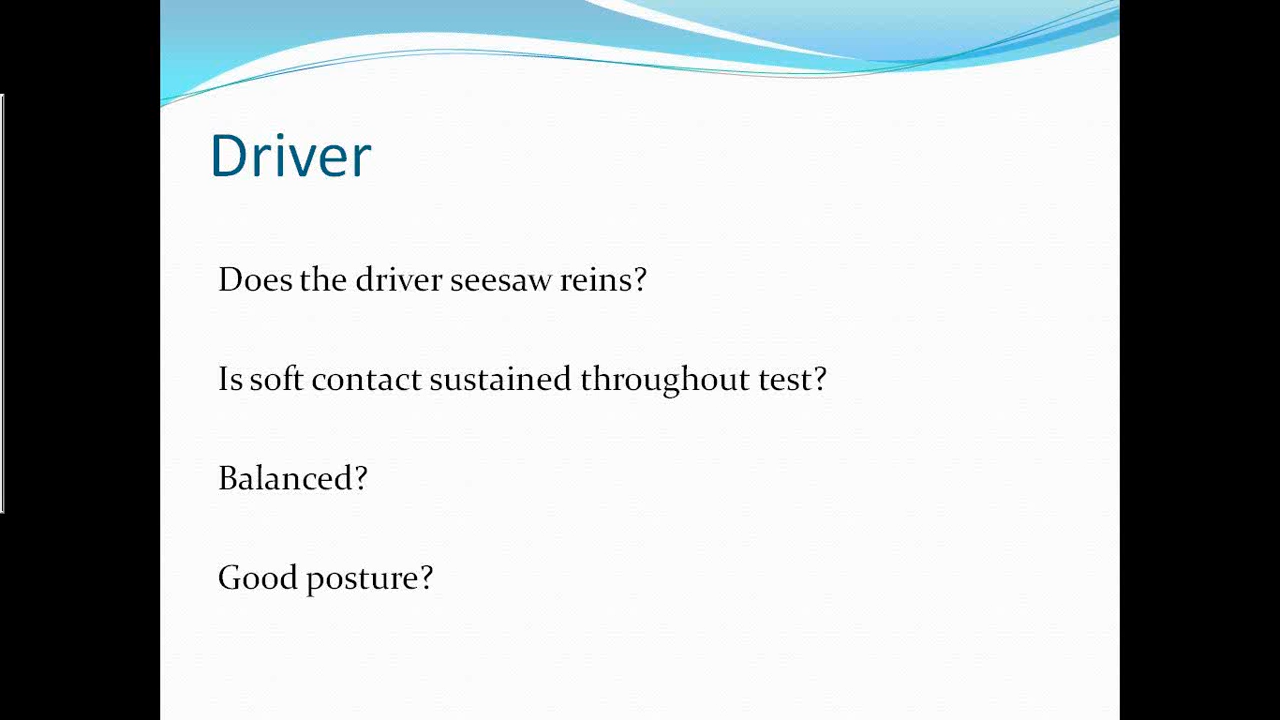 Driver
Does the driver seesaw reins?
Is soft contact sustained throughout test?
Balanced?
Good posture?